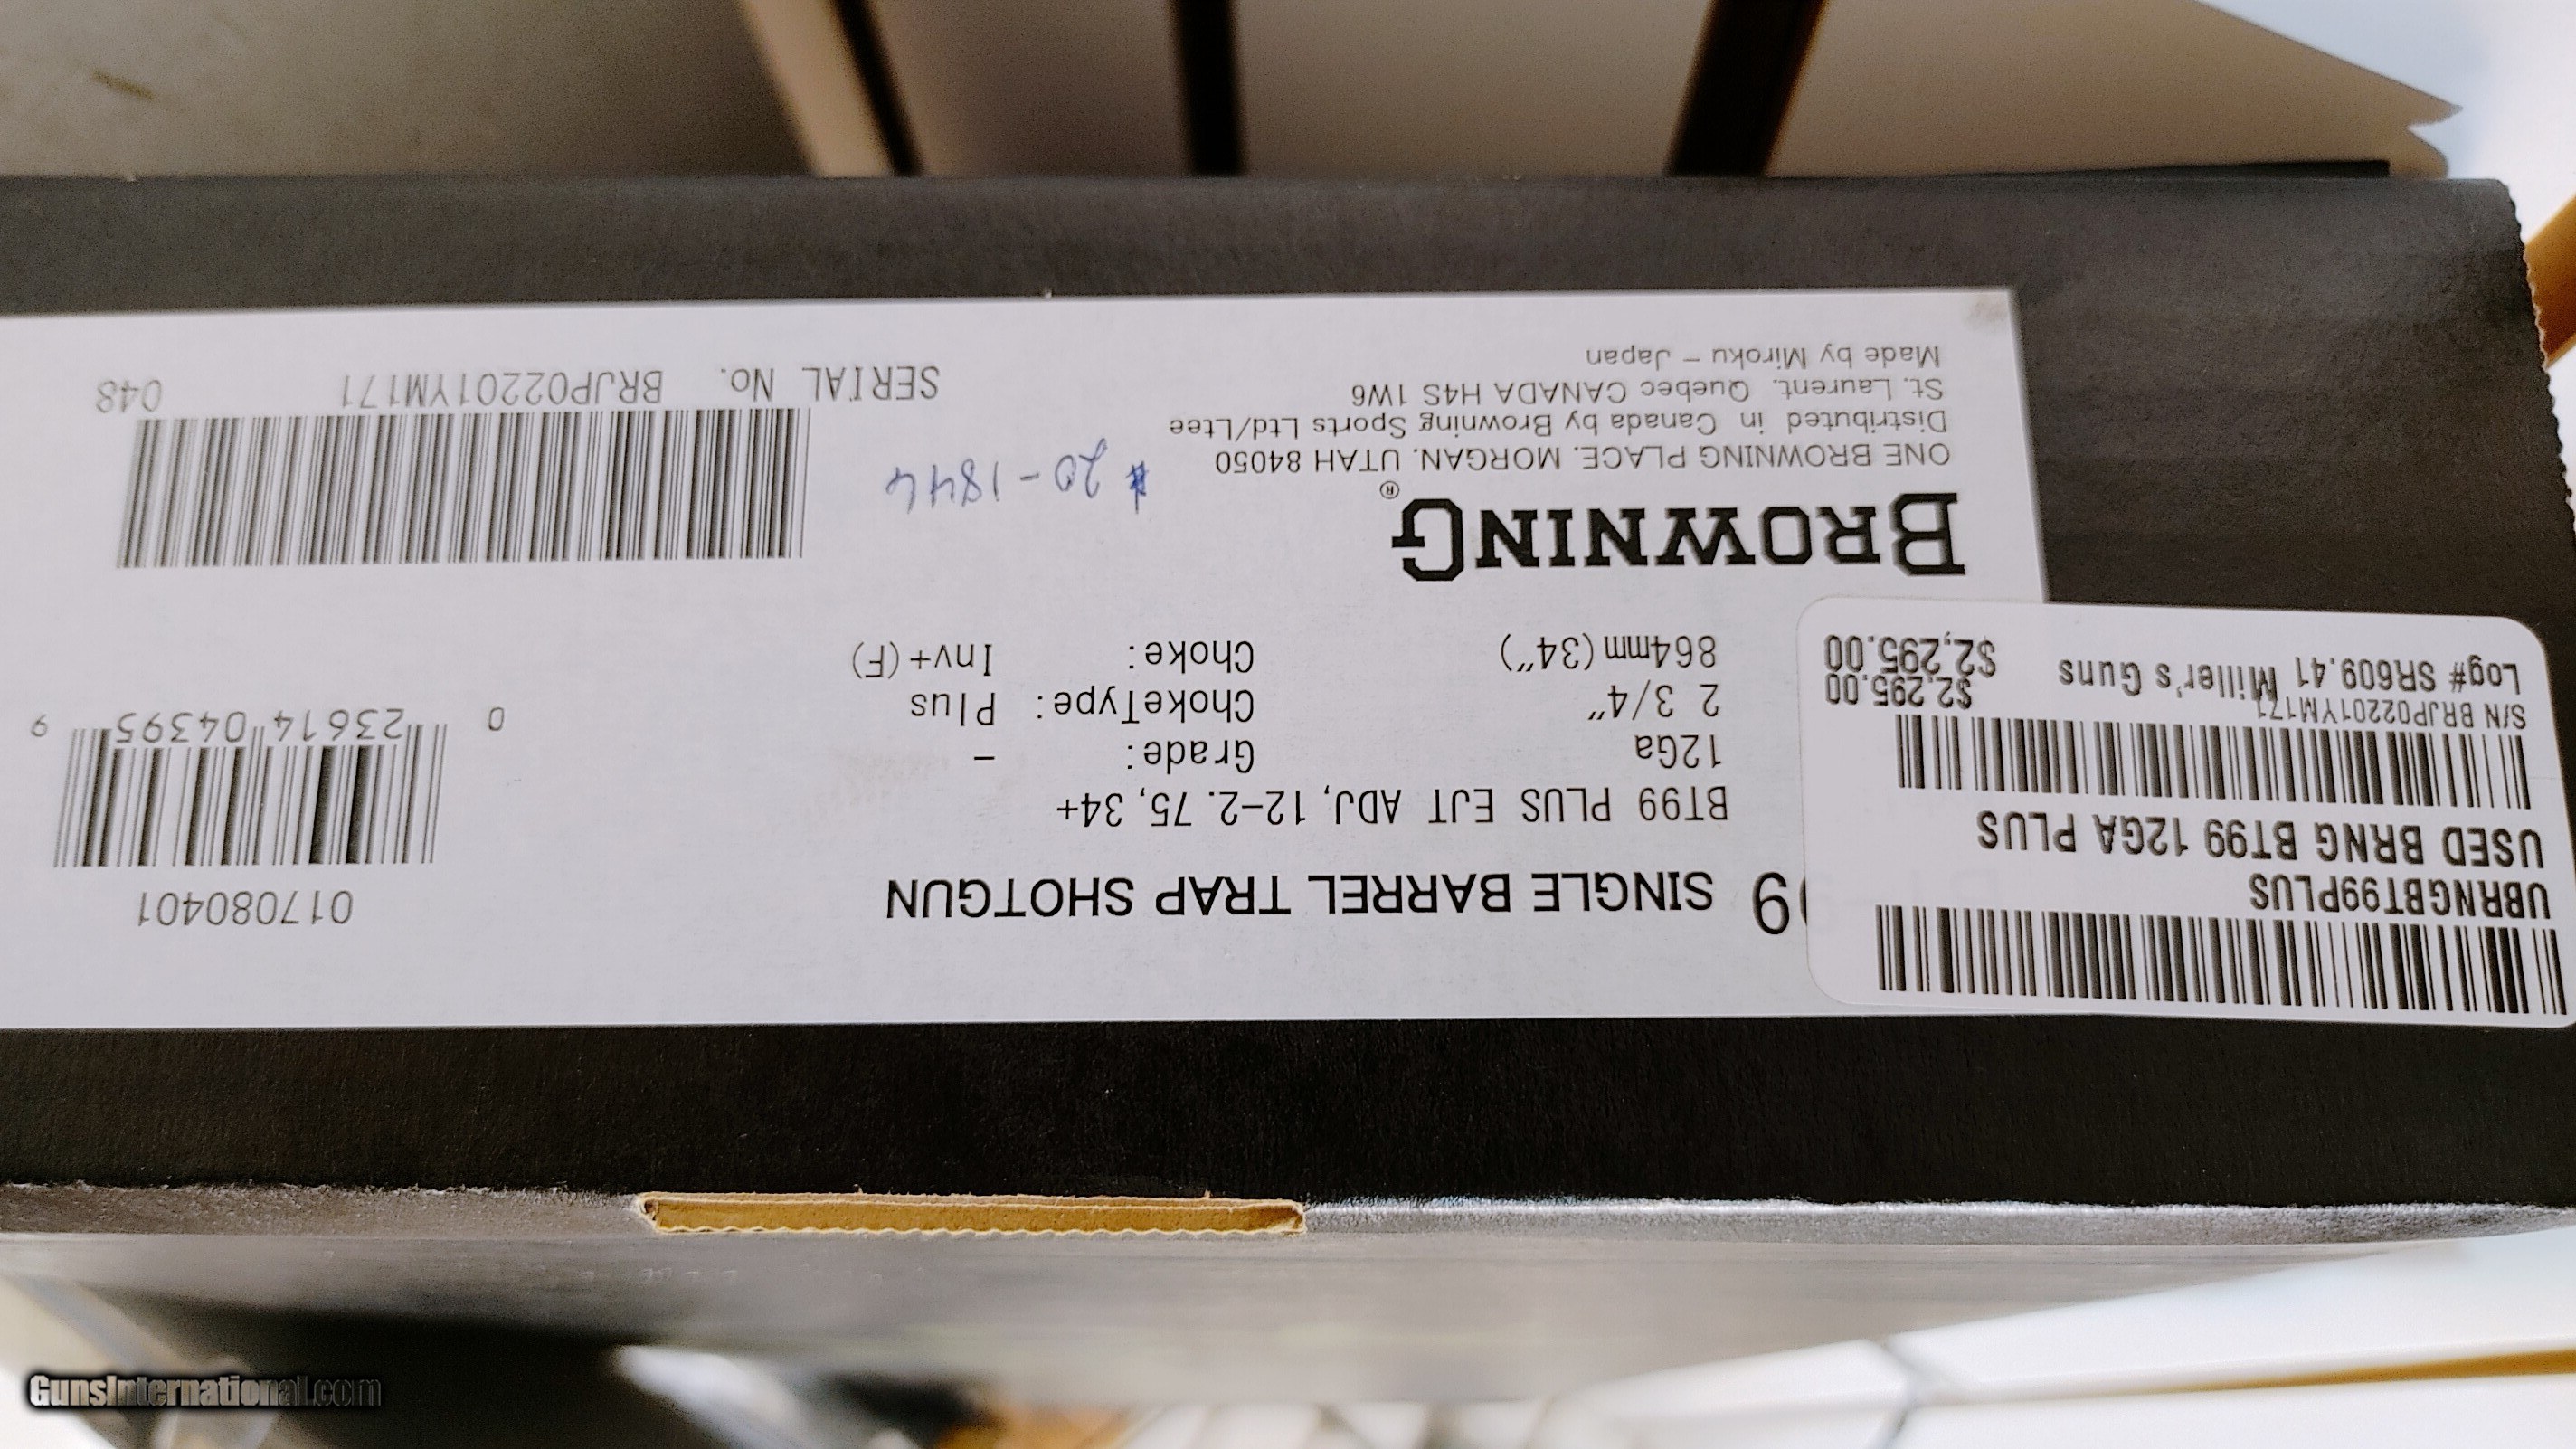 UBRNGBT99PLUS
USED BRNG BT99 12GA PLUS
S/N BRJP02201YM171
$2,295.00
Log# SR609.41 Miller's Guns
$2,295.00
99 SINGLE BARREL TRAP SHOTGUN
BT99 PLUS EJT ADJ, 12-2.75, 34+
12Ga Grade: -
2 3/4" ChokeType: Plus
864mm(34") Choke: Inv+(F)
017080401
0 23614 04395 9
BROWNING®
ONE BROWNING PLACE. MORGAN. UTAH 84050
Distributed in Canada by Browning Sports Ltd/Ltee
St. Laurent. Quebec CANADA H4S 1W6
Made by Miroku - Japan
#20-1844
SERIAL No. BRJP02201YM171 048
GunsInternational.com